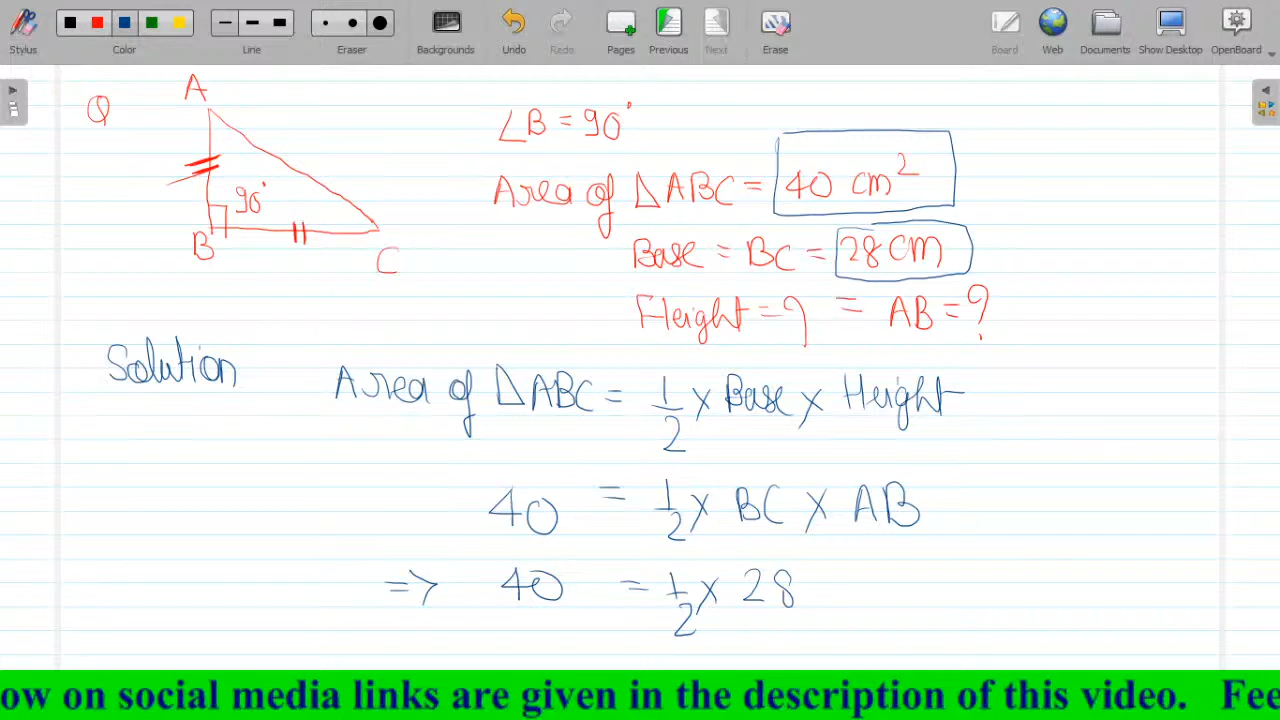 Stylus Color Line Eraser Backgrounds Undo Redo Pages Previous Next Erase Board Web Documents Show Desktop OpenBoard
Q
A
90°
B
C
∠B = 90°
Area of △ABC = 40 cm²
Base = BC = 28 cm
Height = ? = AB = ?
Solution
Area of △ABC = 1/2 × Base × Height
40 = 1/2 × BC × AB
=> 40 = 1/2 × 28
ow on social media links are given in the description of this video. Fee